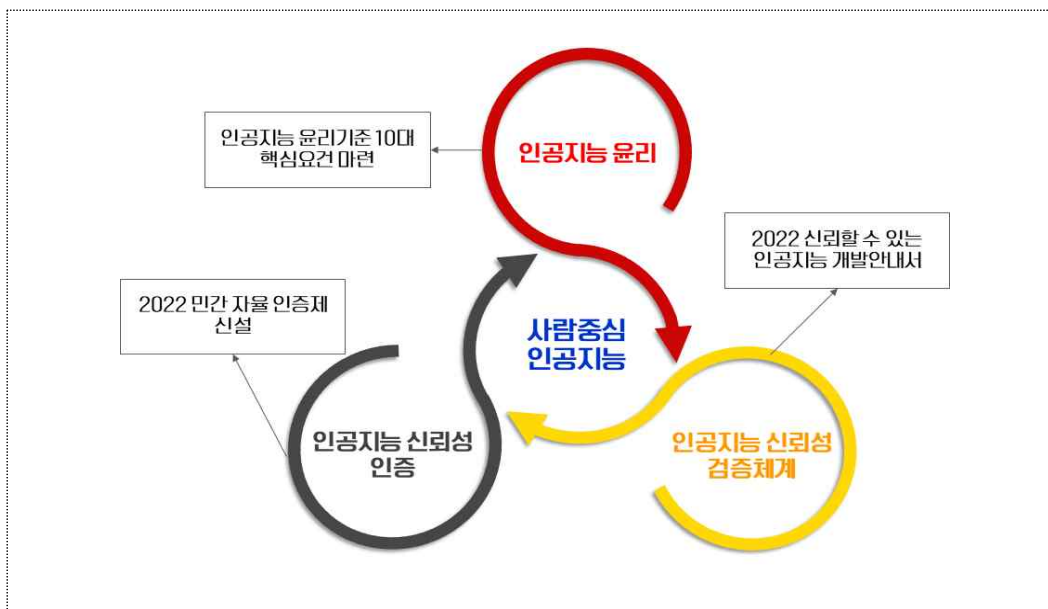 인공지능 윤리기준 10대
핵심요건 마련
인공지능 윤리
2022 신뢰할 수 있는
인공지능 개발안내서
2022 민간 자율 인증제
신설
사람중심
인공지능
인공지능 신뢰성
인증
인공지능 신뢰성
검증체계